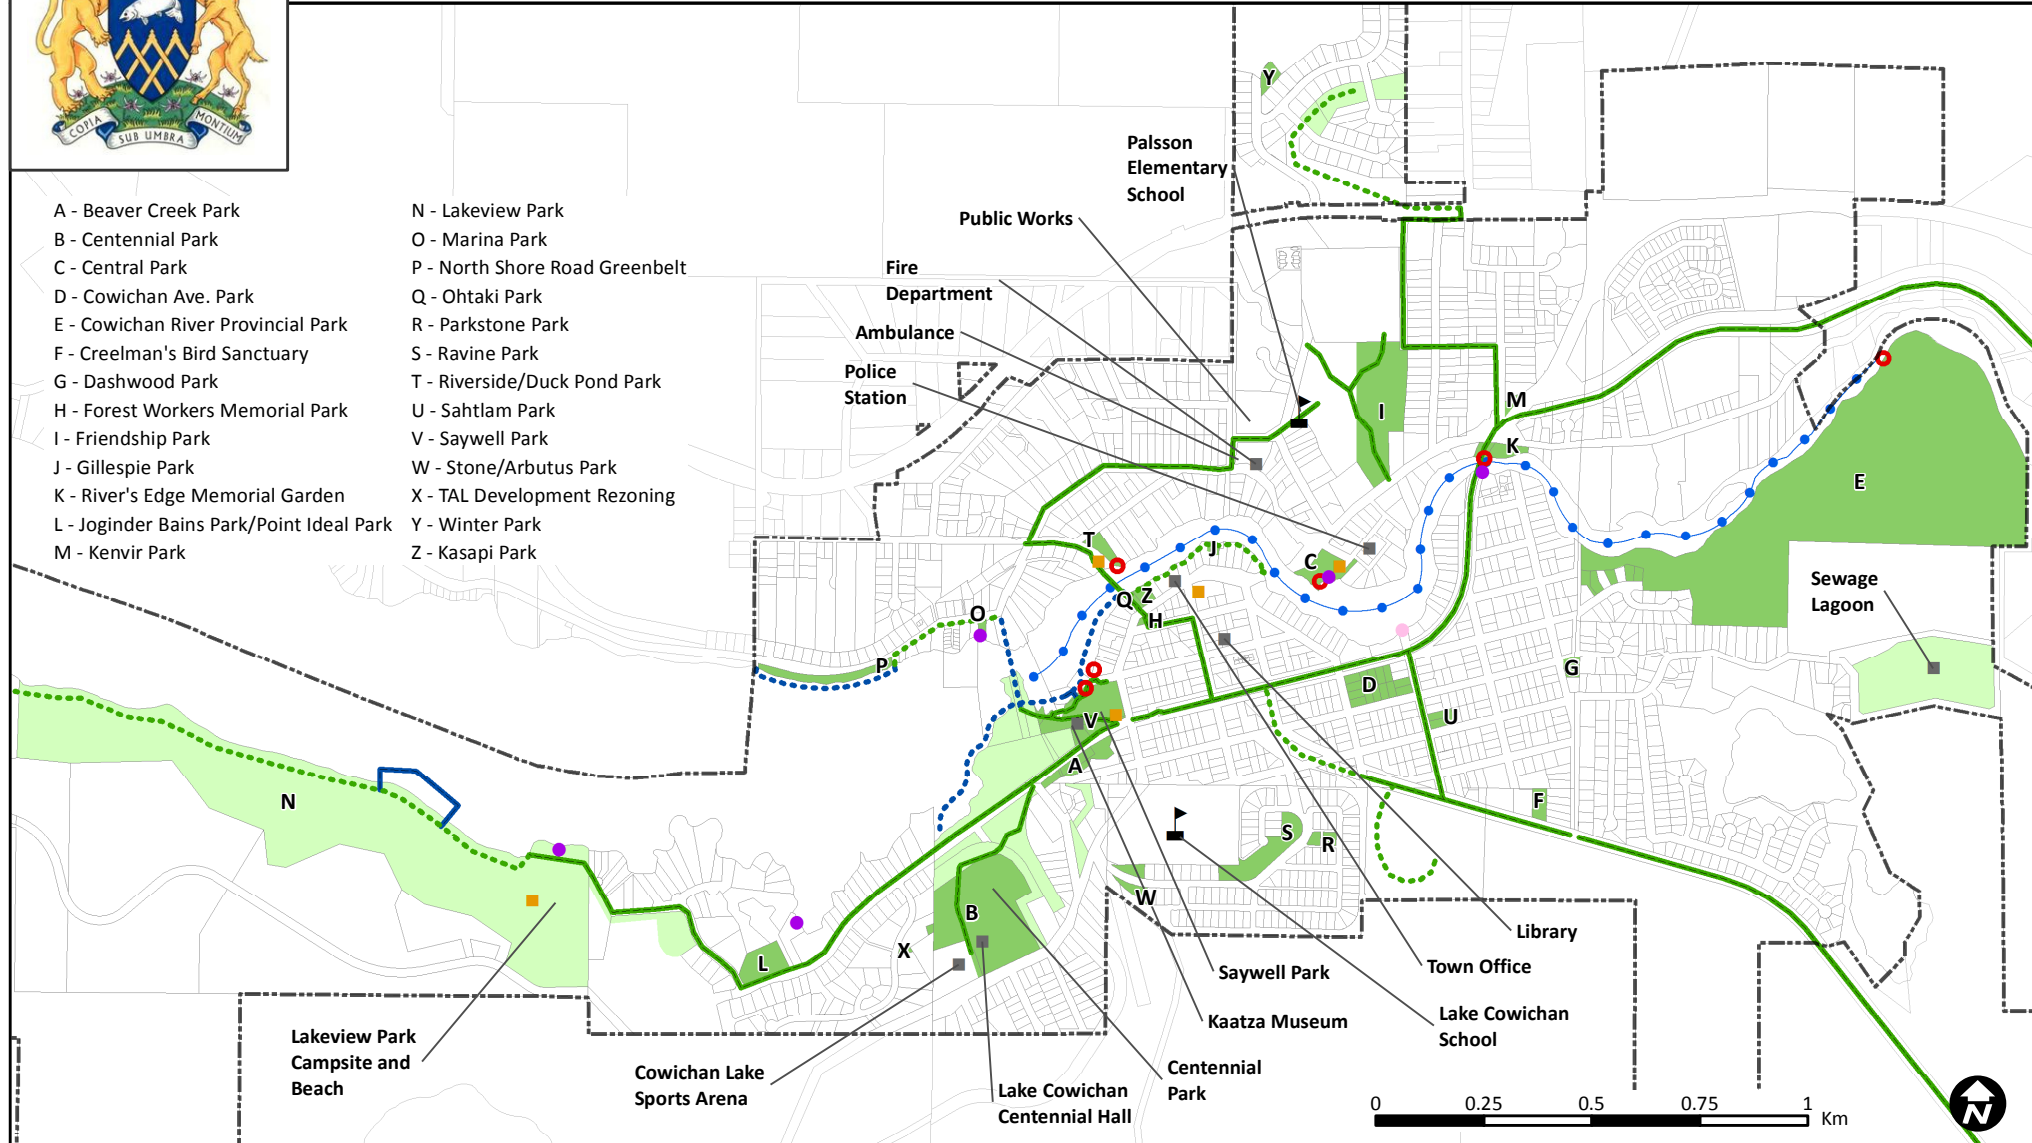 COPIA
SUB UMBRA
MONTIUM
A - Beaver Creek Park
B - Centennial Park
C - Central Park
D - Cowichan Ave. Park
E - Cowichan River Provincial Park
F - Creelman's Bird Sanctuary
G - Dashwood Park
H - Forest Workers Memorial Park
I - Friendship Park
J - Gillespie Park
K - River's Edge Memorial Garden
L - Joginder Bains Park/Point Ideal Park
M - Kenvir Park
N - Lakeview Park
O - Marina Park
P - North Shore Road Greenbelt
Q - Ohtaki Park
R - Parkstone Park
S - Ravine Park
T - Riverside/Duck Pond Park
U - Sahtlam Park
V - Saywell Park
W - Stone/Arbutus Park
X - TAL Development Rezoning
Y - Winter Park
Z - Kasapi Park
Y
Palsson
Elementary
School
Public Works
Fire
Department
Ambulance
Police
Station
I
M
K
E
T
J
C
Q
Z
H
O
P
Sewage
Lagoon
G
D
U
V
A
N
F
S
R
W
B
X
L
Library
Town Office
Saywell Park
Lake Cowichan
School
Kaatza Museum
Lakeview Park
Campsite and
Beach
Cowichan Lake
Sports Arena
Lake Cowichan
Centennial Hall
Centennial
Park
0 0.25 0.5 0.75 1
Km
N